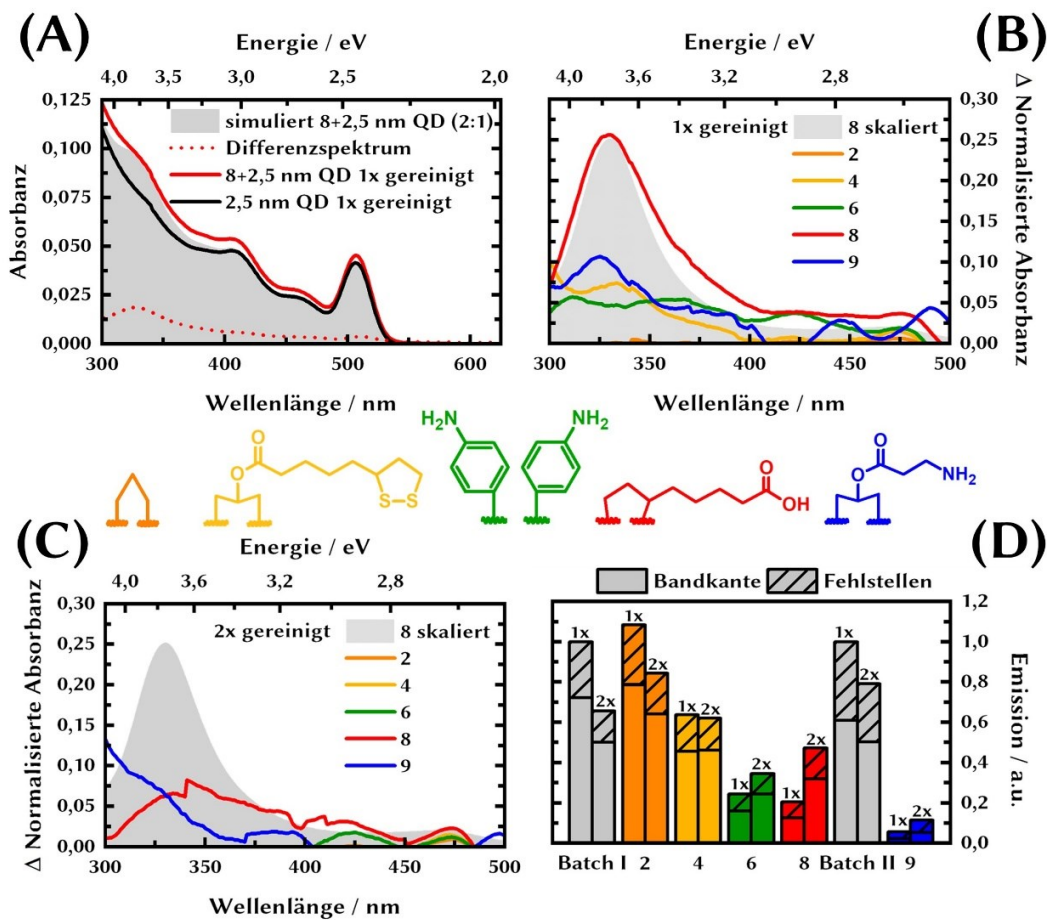 (A)
Energie / eV
4,0 3,5 3,0 2,5 2,0
0,125
0,100
0,075
0,050
0,025
0,000
Absorbanz
simuliert 8+2,5 nm QD (2:1)
Differenzspektrum
8+2,5 nm QD 1x gereinigt
2,5 nm QD 1x gereinigt
300 400 500 600
Wellenlänge / nm
(B)
Energie / eV
4,0 3,6 3,2 2,8
0,30
0,25
0,20
0,15
0,10
0,05
0,00
Δ Normalisierte Absorbanz
1x gereinigt
8 skaliert
2
4
6
8
9
300 350 400 450 500
Wellenlänge / nm
O
O
S
S
H₂N
NH₂
O
OH
O
O
NH₂
(C)
Energie / eV
4,0 3,6 3,2 2,8
0,30
0,25
0,20
0,15
0,10
0,05
0,00
Δ Normalisierte Absorbanz
2x gereinigt
8 skaliert
2
4
6
8
9
300 350 400 450 500
Wellenlänge / nm
(D)
Bandkante
Fehlstellen
1x 2x 1x 2x 1x 2x 1x 2x 1x 2x 1x 2x 1x 2x
1,2
1,0
0,8
0,6
0,4
0,2
0,0
Emission / a.u.
Batch I 2 4 6 8 Batch II 9